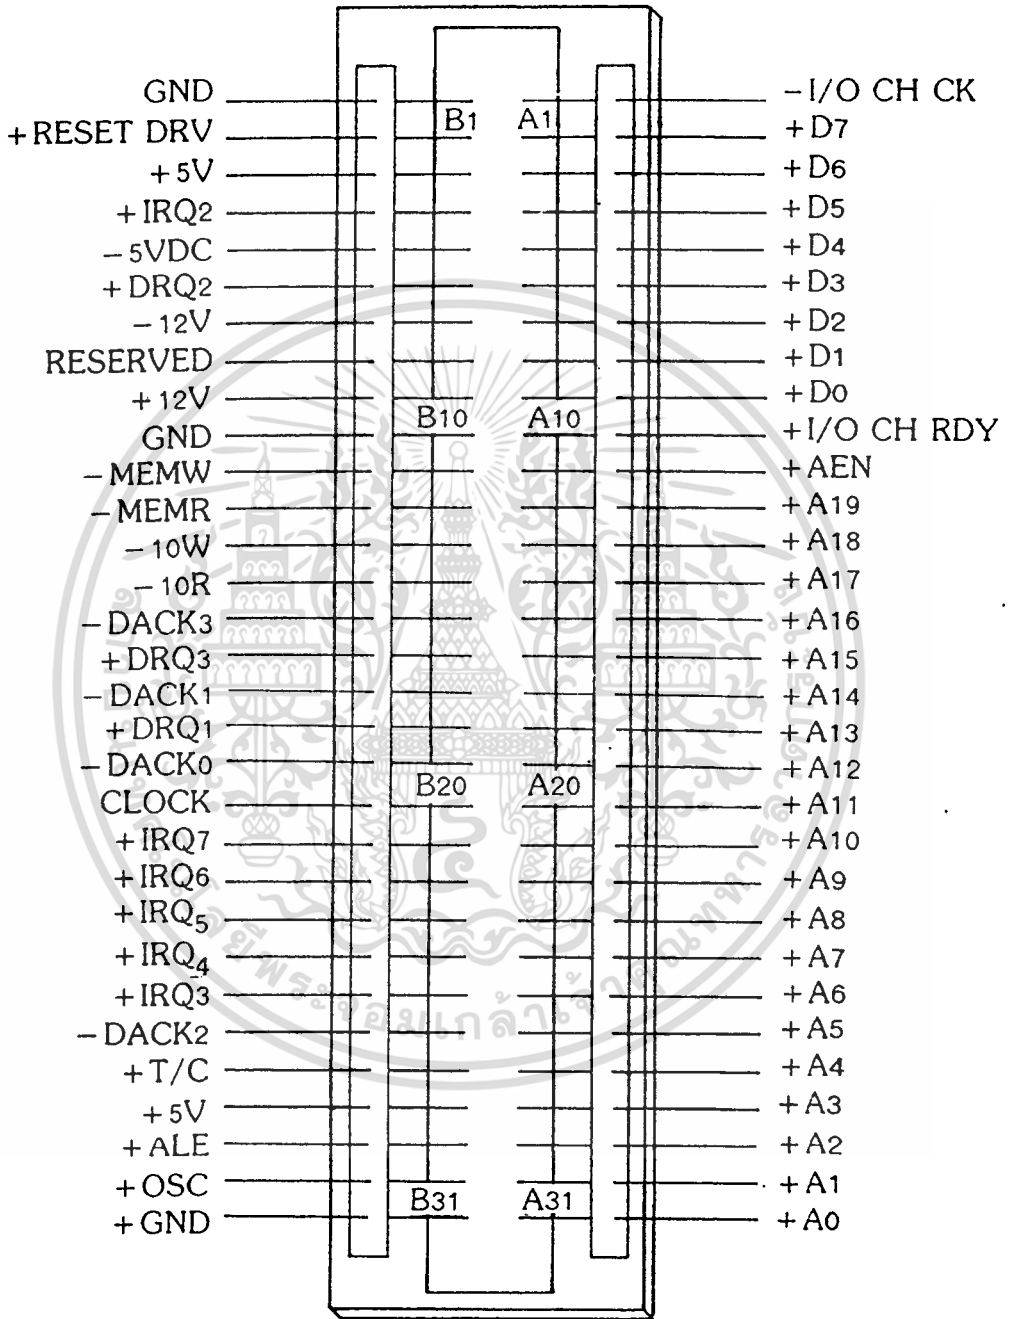 GND B1 A1 -I/O CH CK
+RESET DRV +D7
+5V +D6
+IRQ2 +D5
-5VDC +D4
+DRQ2 +D3
-12V +D2
RESERVED +D1
+12V +D0
GND B10 A10 +I/O CH RDY
-MEMW +AEN
-MEMR +A19
-10W +A18
-10R +A17
-DACK3 +A16
+DRQ3 +A15
-DACK1 +A14
+DRQ1 +A13
-DACK0 +A12
CLOCK B20 A20 +A11
+IRQ7 +A10
+IRQ6 +A9
+IRQ5 +A8
+IRQ4 +A7
+IRQ3 +A6
-DACK2 +A5
+T/C +A4
+5V +A3
+ALE +A2
+OSC +A1
+GND B31 A31 +A0